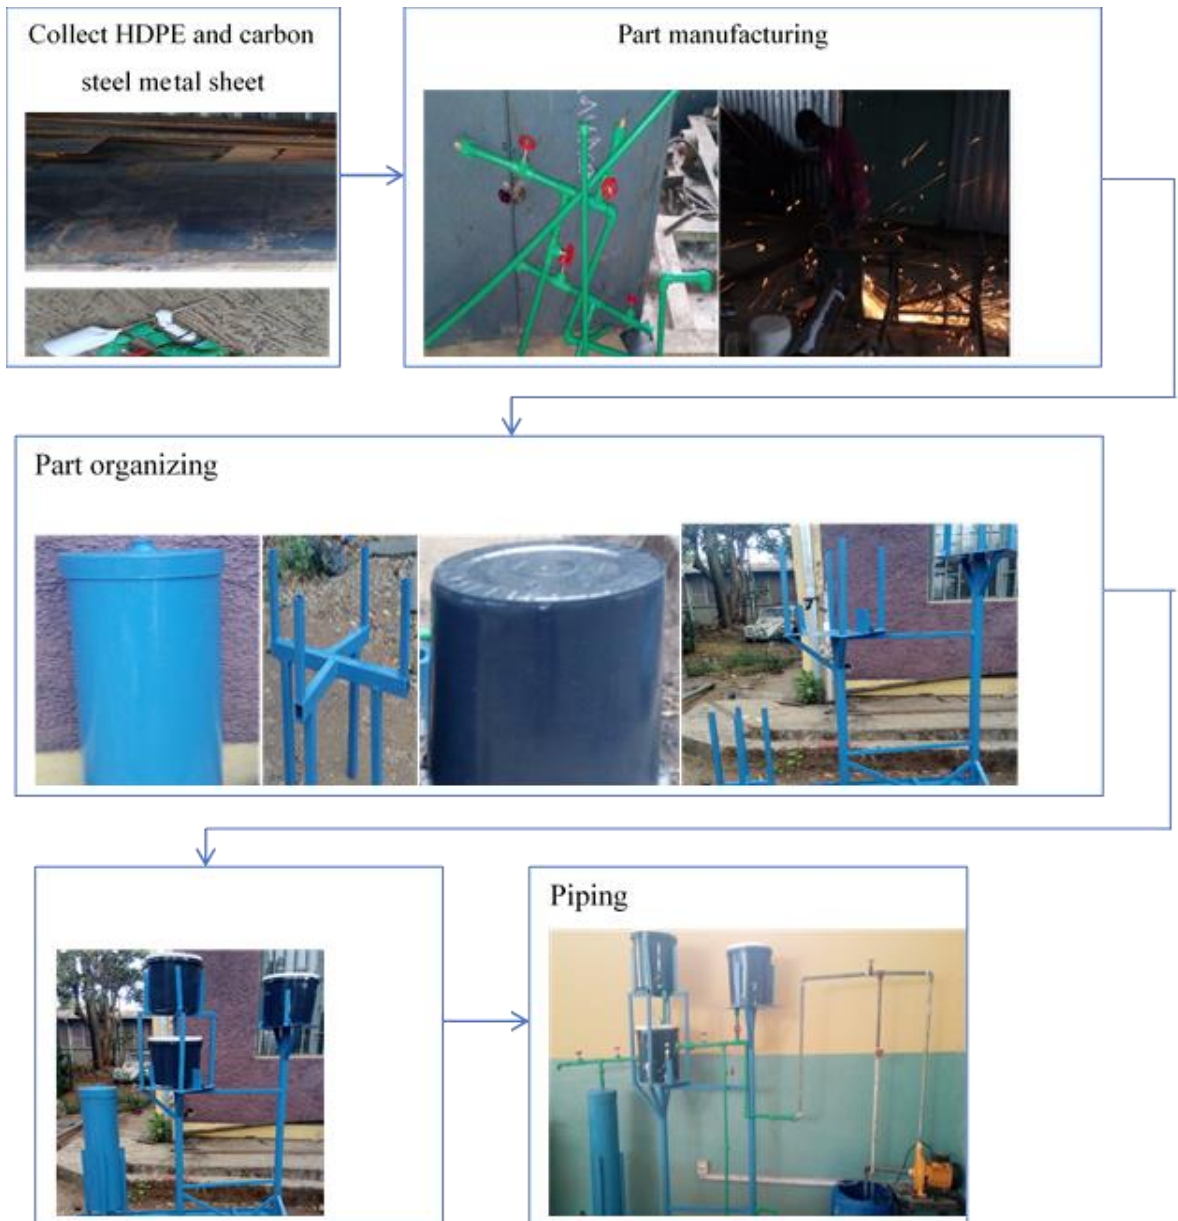 Collect HDPE and carbon
steel metal sheet
Part manufacturing
Part organizing
Piping